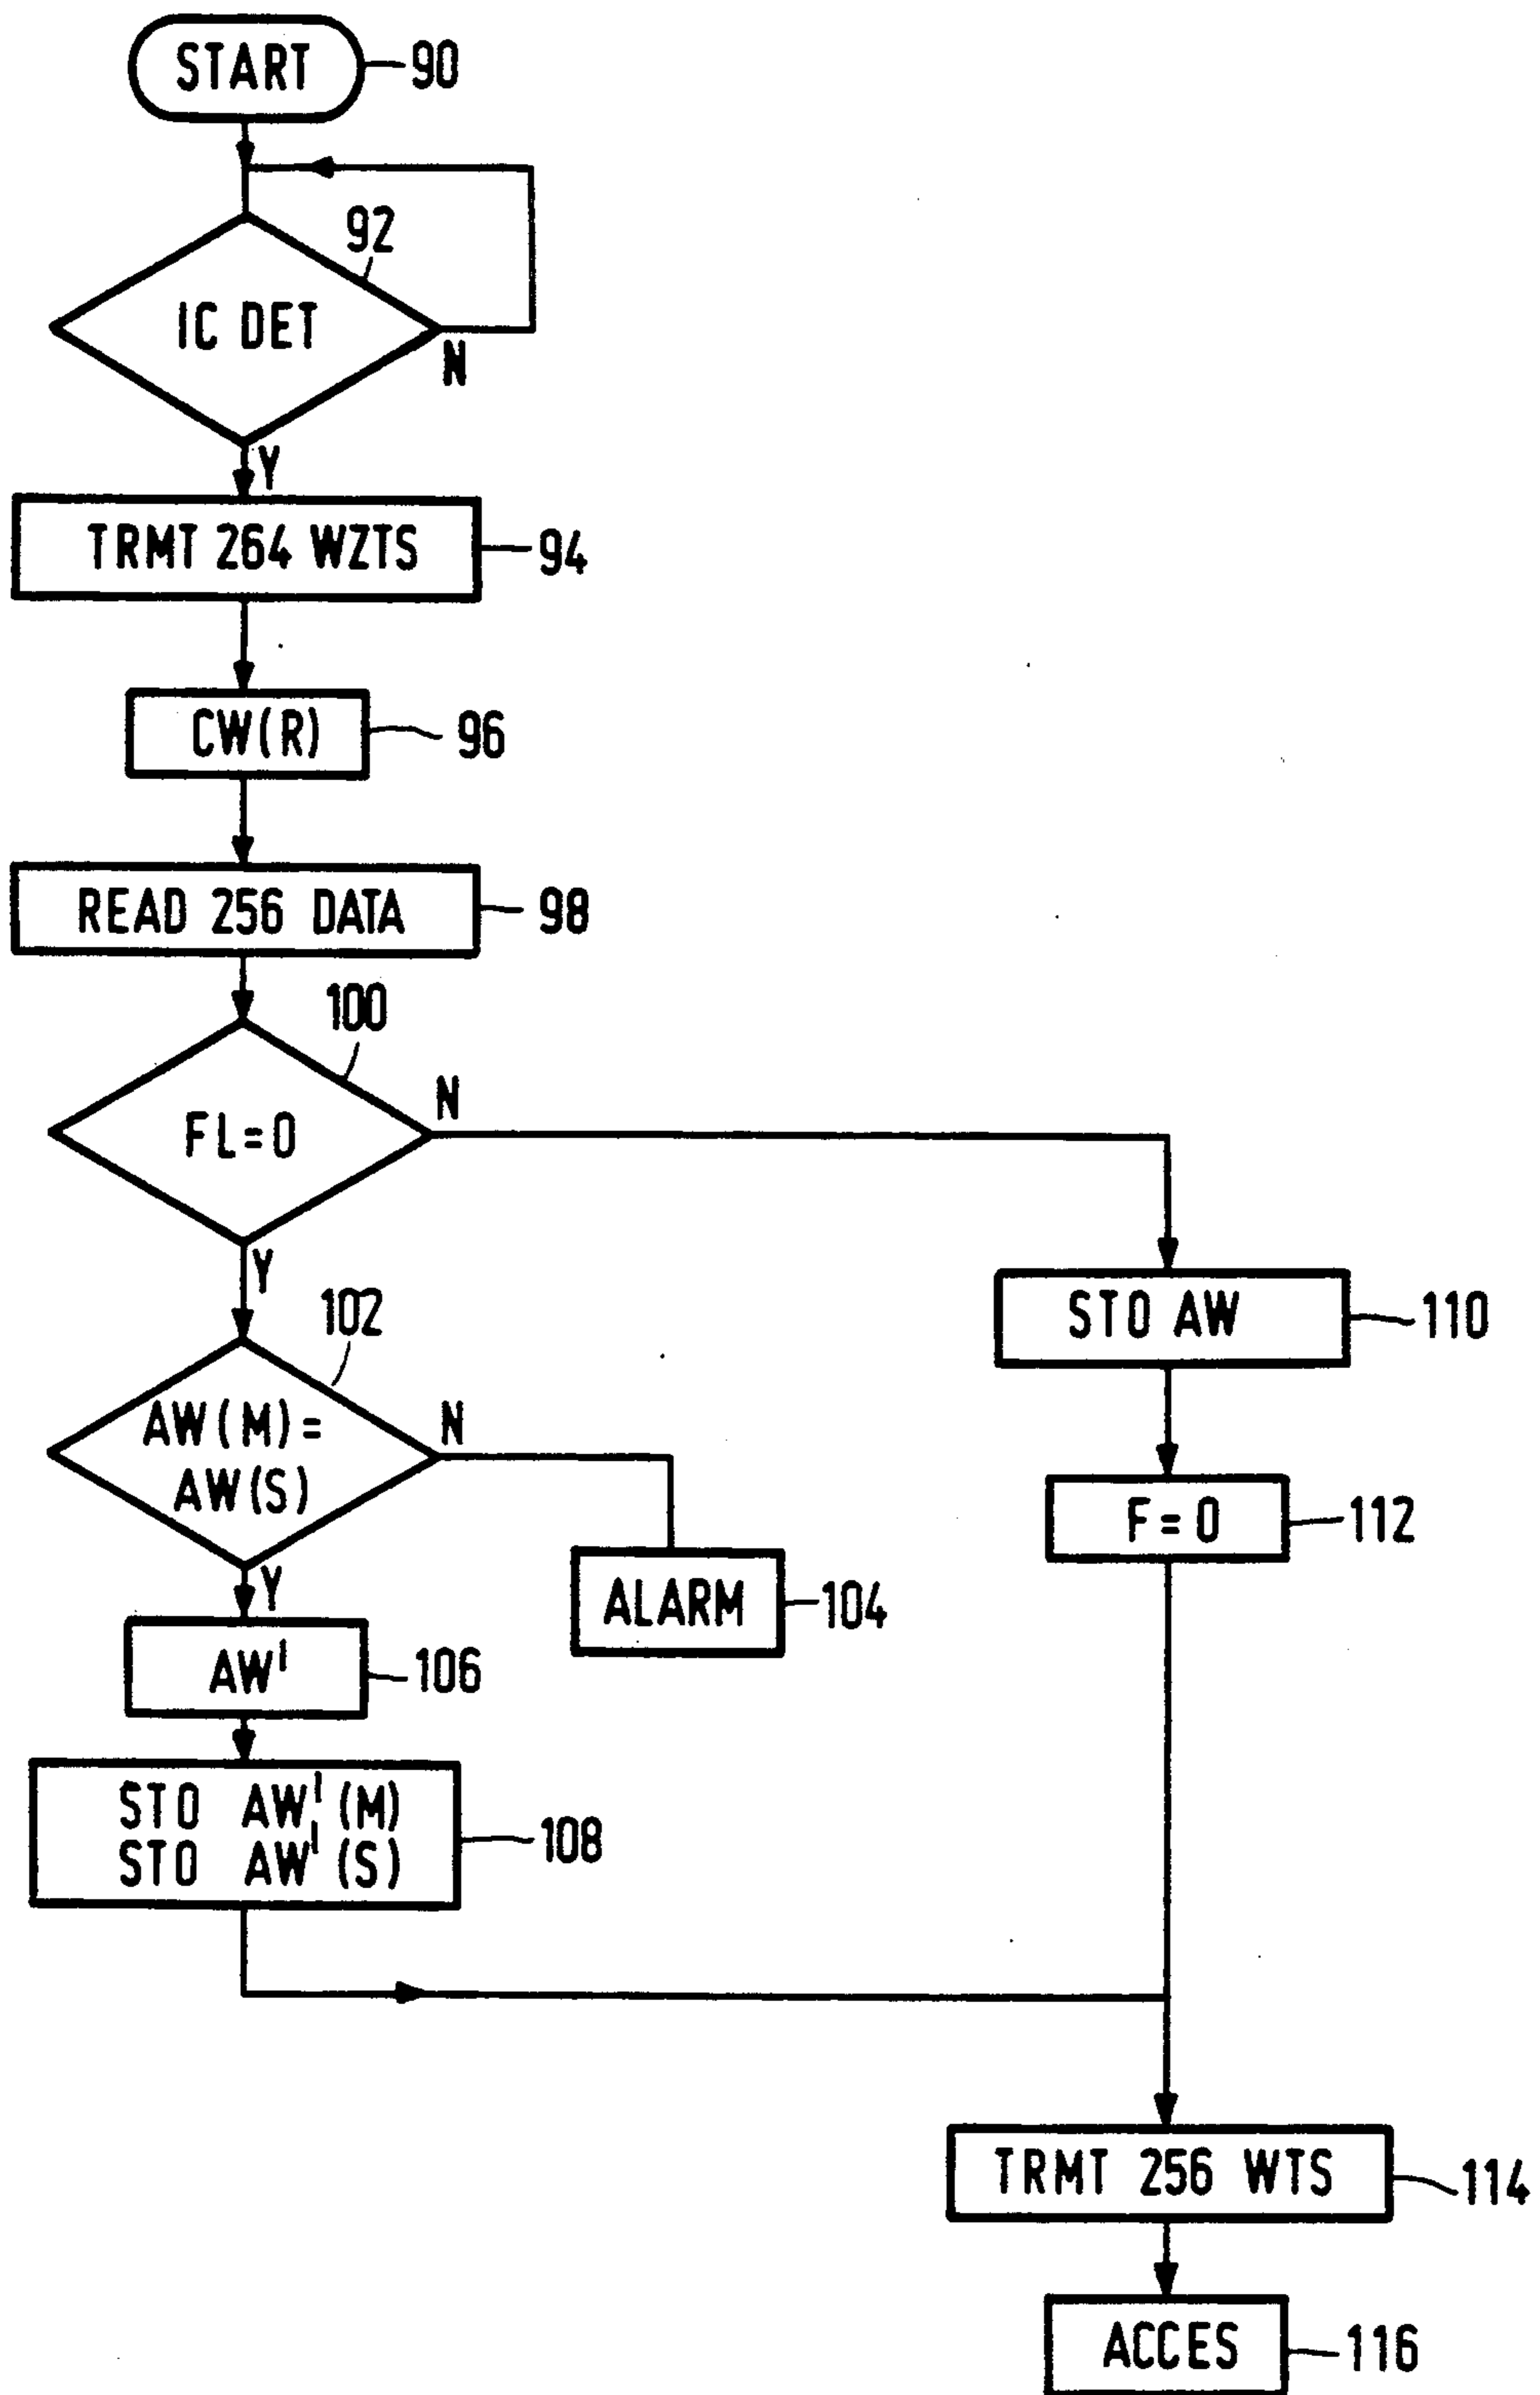 START
90
92
IC DET
N
Y
TRMT 264 WZTS
94
CW(R)
96
READ 256 DATA
98
100
FL=0
N
Y
102
AW(M)=
AW(S)
N
Y
ALARM
104
AW'
106
STO AW'(M)
STO AW'(S)
108
STO AW
110
F=0
112
TRMT 256 WTS
114
ACCES
116